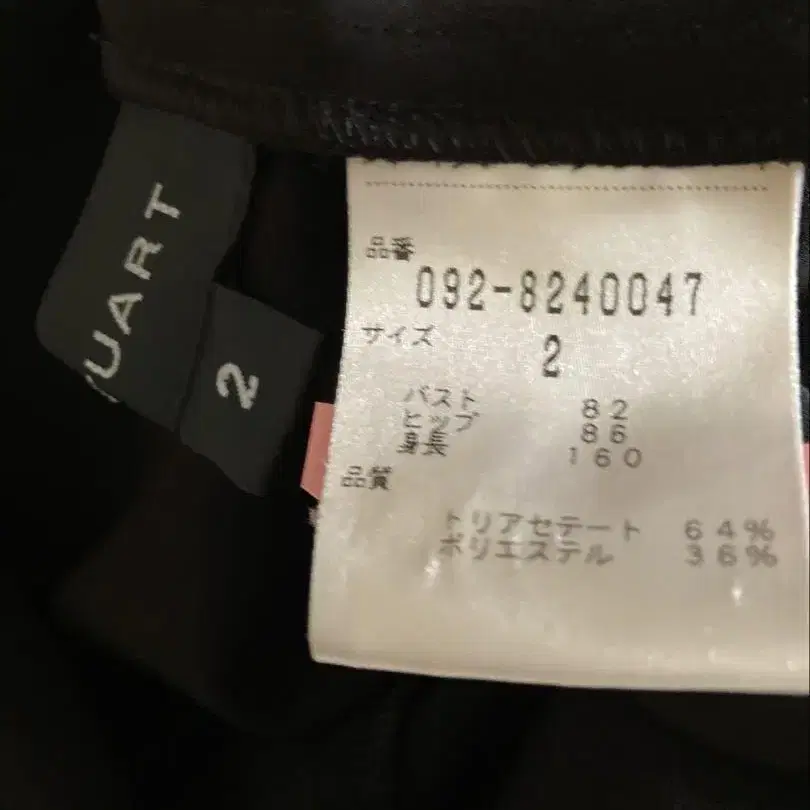 UART
2
品番
092-8240047
サイズ
2
バスト 82
ヒップ 86
身長 160
品質
トリアセテート 64%
ポリエステル 36%